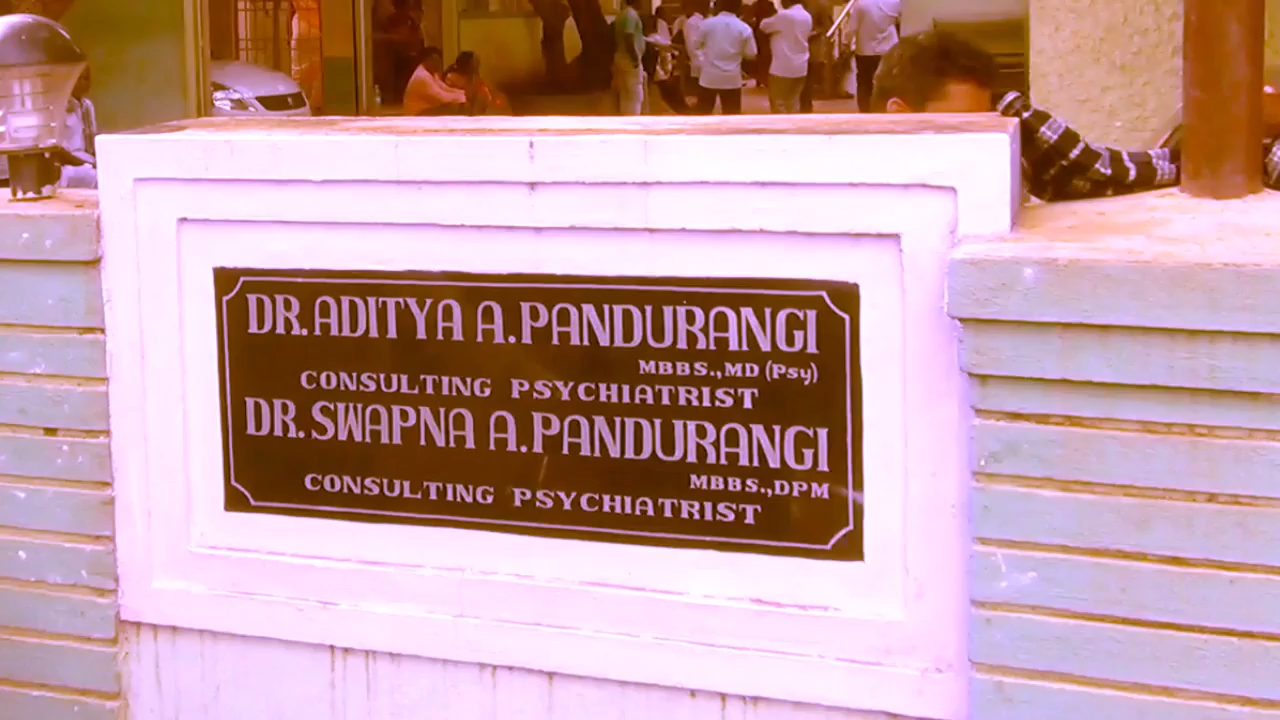 DR. ADITYA A. PANDURANGI
MBBS., MD (Psy)
CONSULTING PSYCHIATRIST
DR. SWAPNA A. PANDURANGI
MBBS., DPM
CONSULTING PSYCHIATRIST